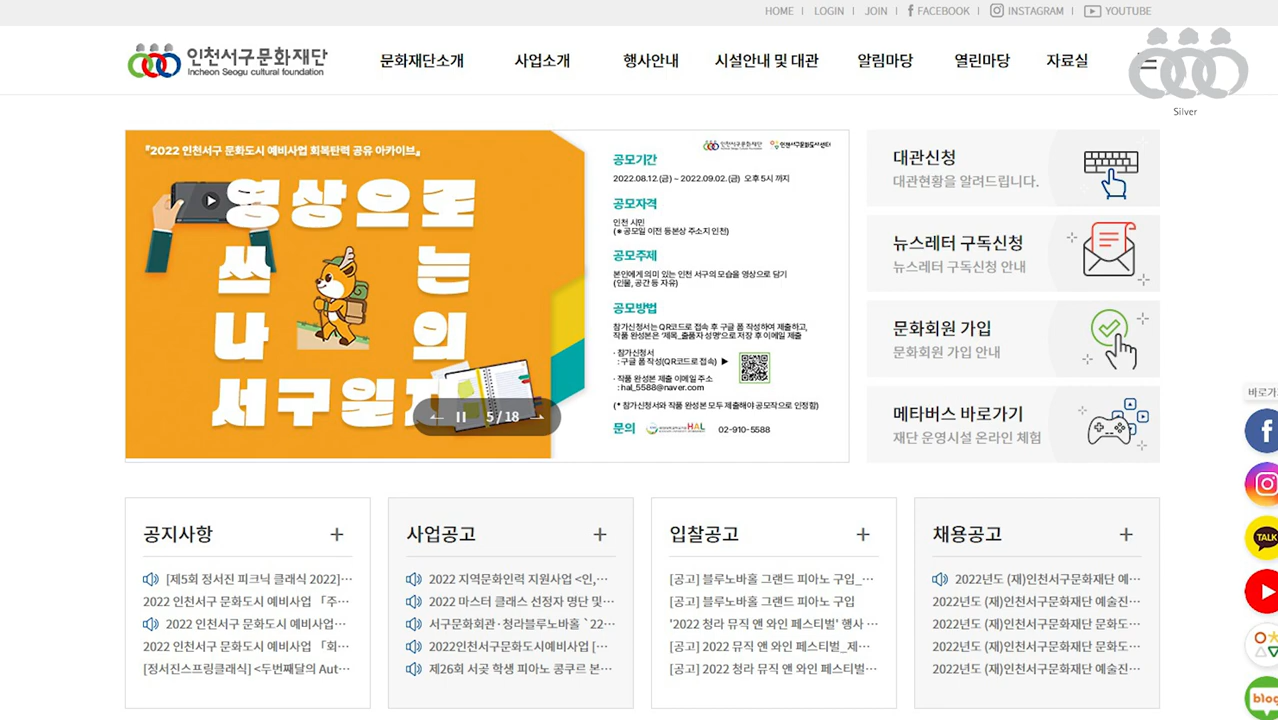 HOME | LOGIN | JOIN | FACEBOOK | INSTAGRAM | YOUTUBE
인천서구문화재단
Incheon Seogu cultural foundation
문화재단소개 사업소개 행사안내 시설안내 및 대관 알림마당 열린마당 자료실
Silver
『2022 인천서구 문화도시 예비사업 회복탄력 공유 아카이브』
영상으로
쓰는
나의
서구일지
5/18
인천서구문화재단 인천서구문화도시센터
공모기간
2022.08.12.(금) ~ 2022.09.02.(금) 오후 5시 까지
공모자격
인천 시민
(* 공모일 이전 등본상 주소지 인천)
공모주제
본인에게 의미 있는 인천 서구의 모습을 영상으로 담기
(인물, 공간 등 자유)
공모방법
참가신청서는 QR코드로 접속 후 구글 폼 작성하여 제출하고,
작품 완성본은 '제목_출품자 성명'으로 저장 후 이메일 제출
· 참가신청서
: 구글 폼 작성(QR코드로 접속) ▶
· 작품 완성본 제출 이메일 주소
: hal_5588@naver.com
(* 참가신청서와 작품 완성본 모두 제출해야 공모작으로 인정함)
문의 HAL 02-910-5588
대관신청
대관현황을 알려드립니다.
뉴스레터 구독신청
뉴스레터 구독신청 안내
문화회원 가입
문화회원 가입 안내
메타버스 바로가기
재단 운영시설 온라인 체험
바로가
TALK
blog
공지사항 +
[제5회 정서진 피크닉 클래식 2022]···
2022 인천서구 문화도시 예비사업 「주···
2022 인천서구 문화도시 예비사업···
2022 인천서구 문화도시 예비사업 「회···
[정서진스프링클래식] <두번째달의 Aut···
사업공고 +
2022 지역문화인력 지원사업 <인,···
2022 마스터 클래스 선정자 명단 및···
서구문화회관·청라블루노바홀 `22···
2022인천서구문화도시예비사업 [···
제26회 서곶 학생 피아노 콩쿠르 본···
입찰공고 +
[공고] 블루노바홀 그랜드 피아노 구입_···
[공고] 블루노바홀 그랜드 피아노 구입
'2022 청라 뮤직 앤 와인 페스티벌' 행사 ···
[공고] 2022 뮤직 앤 와인 페스티벌_제···
[공고] 2022 청라 뮤직 앤 와인 페스티벌···
채용공고 +
2022년도 (재)인천서구문화재단 예···
2022년도 (재)인천서구문화재단 예술진···
2022년도 (재)인천서구문화재단 문화도···
2022년도 (재)인천서구문화재단 문화도···
2022년도 (재)인천서구문화재단 예술진···